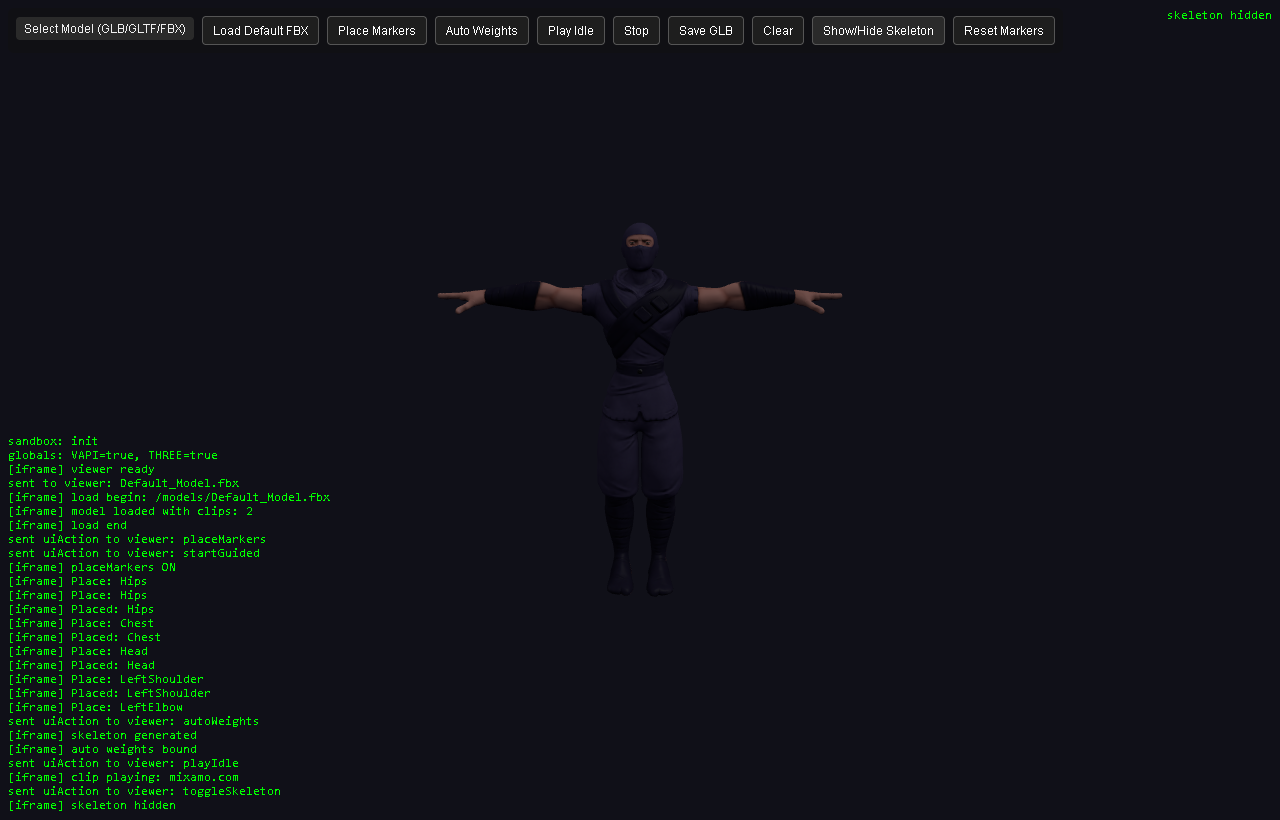 Select Model (GLB/GLTF/FBX) Load Default FBX Place Markers Auto Weights Play Idle Stop Save GLB Clear Show/Hide Skeleton Reset Markers
skeleton hidden
sandbox: init
globals: VAPI=true, THREE=true
[iframe] viewer ready
sent to viewer: Default_Model.fbx
[iframe] load begin: /models/Default_Model.fbx
[iframe] model loaded with clips: 2
[iframe] load end
sent uiAction to viewer: placeMarkers
sent uiAction to viewer: startGuided
[iframe] placeMarkers ON
[iframe] Place: Hips
[iframe] Place: Hips
[iframe] Placed: Hips
[iframe] Place: Chest
[iframe] Placed: Chest
[iframe] Place: Head
[iframe] Placed: Head
[iframe] Place: LeftShoulder
[iframe] Placed: LeftShoulder
[iframe] Place: LeftElbow
sent uiAction to viewer: autoWeights
[iframe] skeleton generated
[iframe] auto weights bound
sent uiAction to viewer: playIdle
[iframe] clip playing: mixamo.com
sent uiAction to viewer: toggleSkeleton
[iframe] skeleton hidden